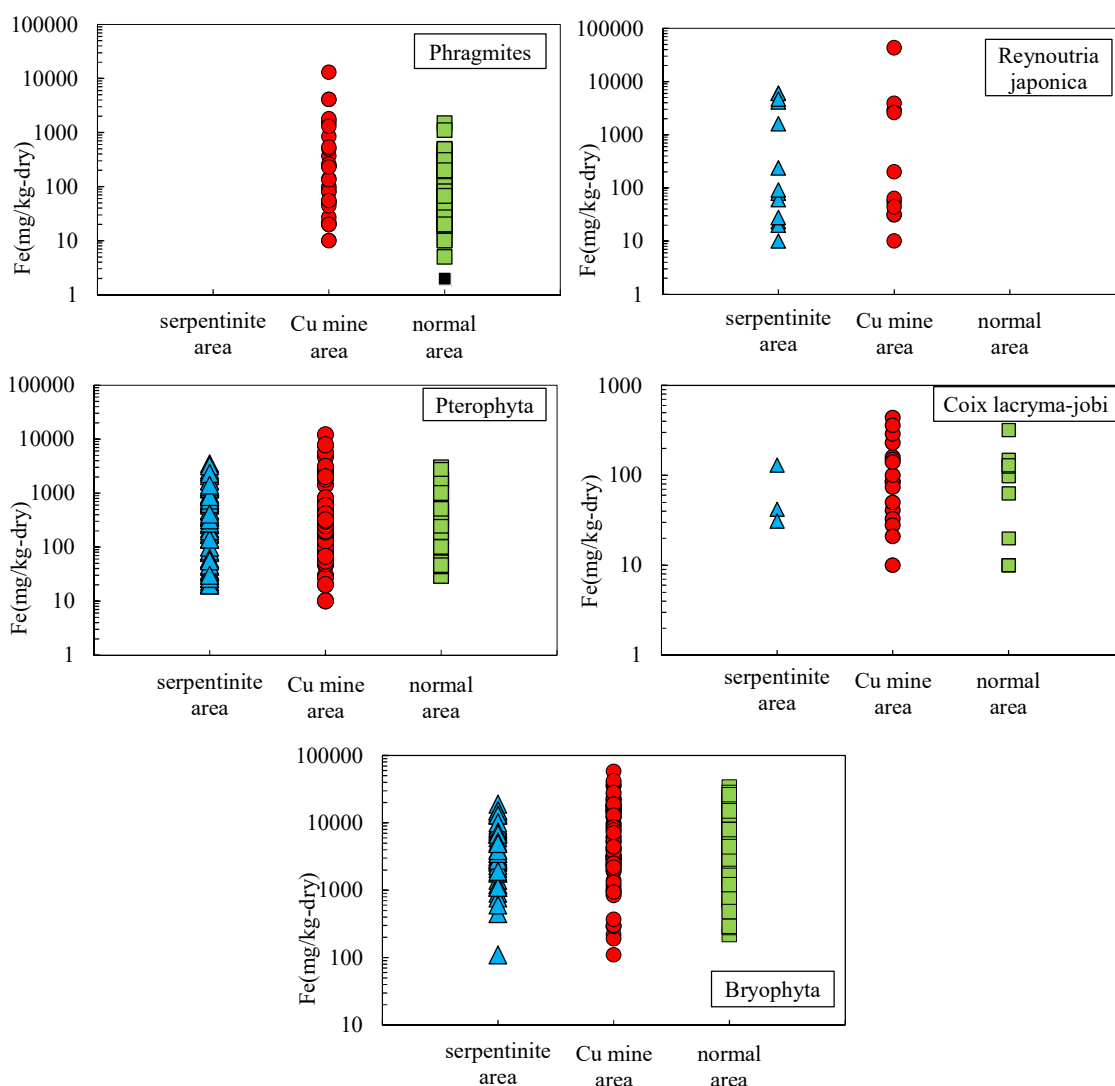 Phragmites
Fe(mg/kg-dry)
100000
10000
1000
100
10
1
serpentinite
area
Cu mine
area
normal
area
Reynoutria
japonica
Fe(mg/kg-dry)
100000
10000
1000
100
10
1
serpentinite
area
Cu mine
area
normal
area
Pterophyta
Fe(mg/kg-dry)
100000
10000
1000
100
10
1
serpentinite
area
Cu mine
area
normal
area
Coix lacryma-jobi
Fe(mg/kg-dry)
1000
100
10
1
serpentinite
area
Cu mine
area
normal
area
Bryophyta
Fe(mg/kg-dry)
100000
10000
1000
100
10
serpentinite
area
Cu mine
area
normal
area